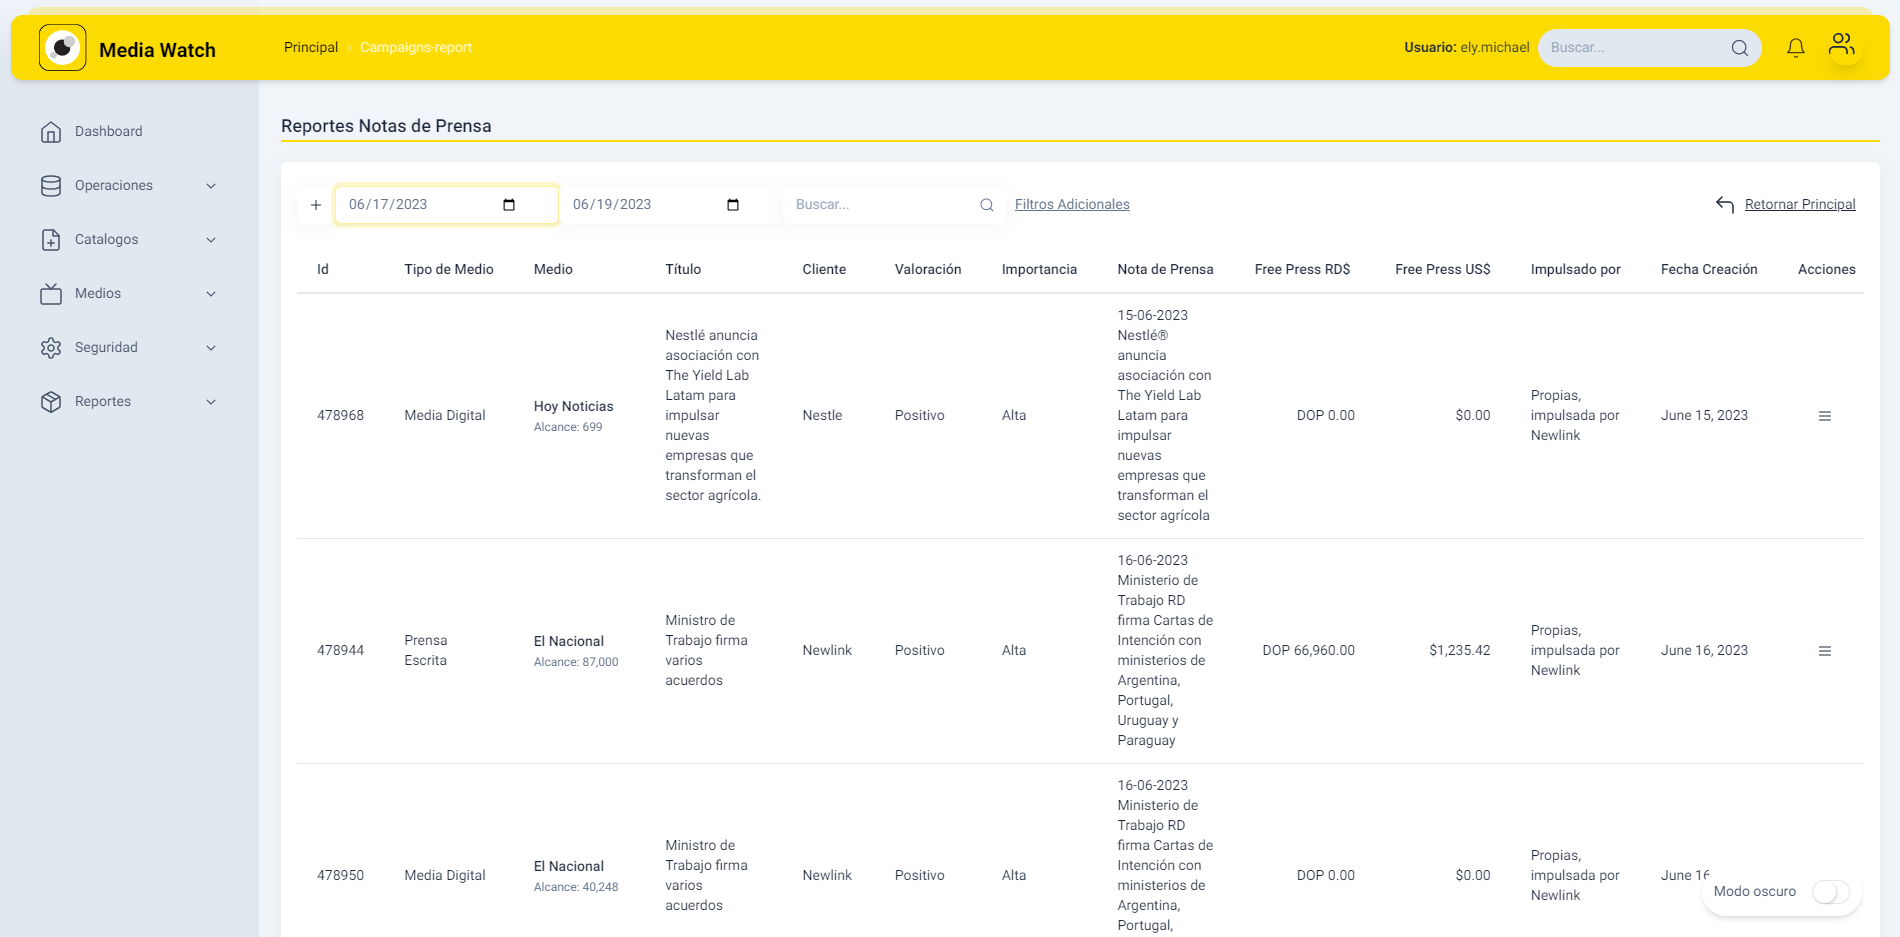 Media Watch
Principal › Campaigns-report
Usuario: ely.michael
Buscar...
Dashboard
Operaciones
Catalogos
Medios
Seguridad
Reportes
Reportes Notas de Prensa
+ 06/17/2023 06/19/2023 Buscar... Filtros Adicionales Retornar Principal
Id Tipo de Medio Medio Título Cliente Valoración Importancia Nota de Prensa Free Press RD$ Free Press US$ Impulsado por Fecha Creación Acciones
478968
Media Digital
Hoy Noticias
Alcance: 699
Nestlé anuncia
asociación con
The Yield Lab
Latam para
impulsar
nuevas
empresas que
transforman el
sector agrícola.
Nestle
Positivo
Alta
15-06-2023
Nestlé®
anuncia
asociación con
The Yield Lab
Latam para
impulsar
nuevas
empresas que
transforman el
sector agrícola
DOP 0.00
$0.00
Propias,
impulsada por
Newlink
June 15, 2023
478944
Prensa
Escrita
El Nacional
Alcance: 87,000
Ministro de
Trabajo firma
varios
acuerdos
Newlink
Positivo
Alta
16-06-2023
Ministerio de
Trabajo RD
firma Cartas de
Intención con
ministerios de
Argentina,
Portugal,
Uruguay y
Paraguay
DOP 66,960.00
$1,235.42
Propias,
impulsada por
Newlink
June 16, 2023
478950
Media Digital
El Nacional
Alcance: 40,248
Ministro de
Trabajo firma
varios
acuerdos
Newlink
Positivo
Alta
16-06-2023
Ministerio de
Trabajo RD
firma Cartas de
Intención con
ministerios de
Argentina,
Portugal,
DOP 0.00
$0.00
Propias,
impulsada por
Newlink
June 16
Modo oscuro